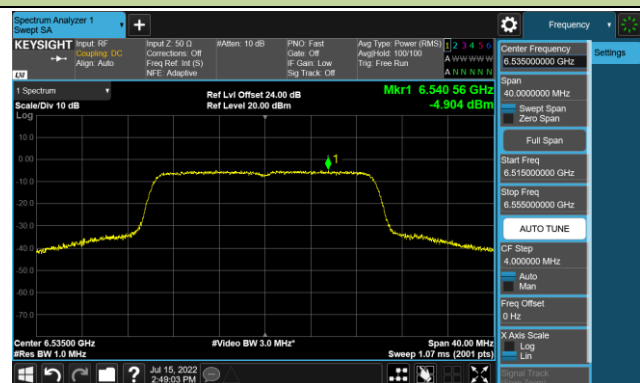 Spectrum Analyzer 1
Swept SA
+
Frequency
KEYSIGHT
Input: RF
Coupling: DC
Align: Auto
Input Z: 50 Ω
Corrections: Off
Freq Ref: Int (S)
NFE: Adaptive
#Atten: 10 dB
PNO: Fast
Gate: Off
IF Gain: Low
Sig Track: Off
Avg Type: Power (RMS)
Avg|Hold: 100/100
Trig: Free Run
1 2 3 4 5 6
A W W W W W
A N N N N N
LXI
1 Spectrum
Scale/Div 10 dB
Log
Ref Lvl Offset 24.00 dB
Ref Level 20.00 dBm
Mkr1 6.540 56 GHz
-4.904 dBm
10.0
0.00
-10.0
-20.0
-30.0
-40.0
-50.0
-60.0
-70.0
1
Center 6.53500 GHz
#Res BW 1.0 MHz
#Video BW 3.0 MHz*
Span 40.00 MHz
Sweep 1.07 ms (2001 pts)
Center Frequency
6.535000000 GHz
Span
40.0000000 MHz
Swept Span
Zero Span
Full Span
Start Freq
6.515000000 GHz
Stop Freq
6.555000000 GHz
AUTO TUNE
CF Step
4.000000 MHz
Auto
Man
Freq Offset
0 Hz
X Axis Scale
Log
Lin
Signal Track
Settings
?
Jul 15, 2022
2:49:03 PM